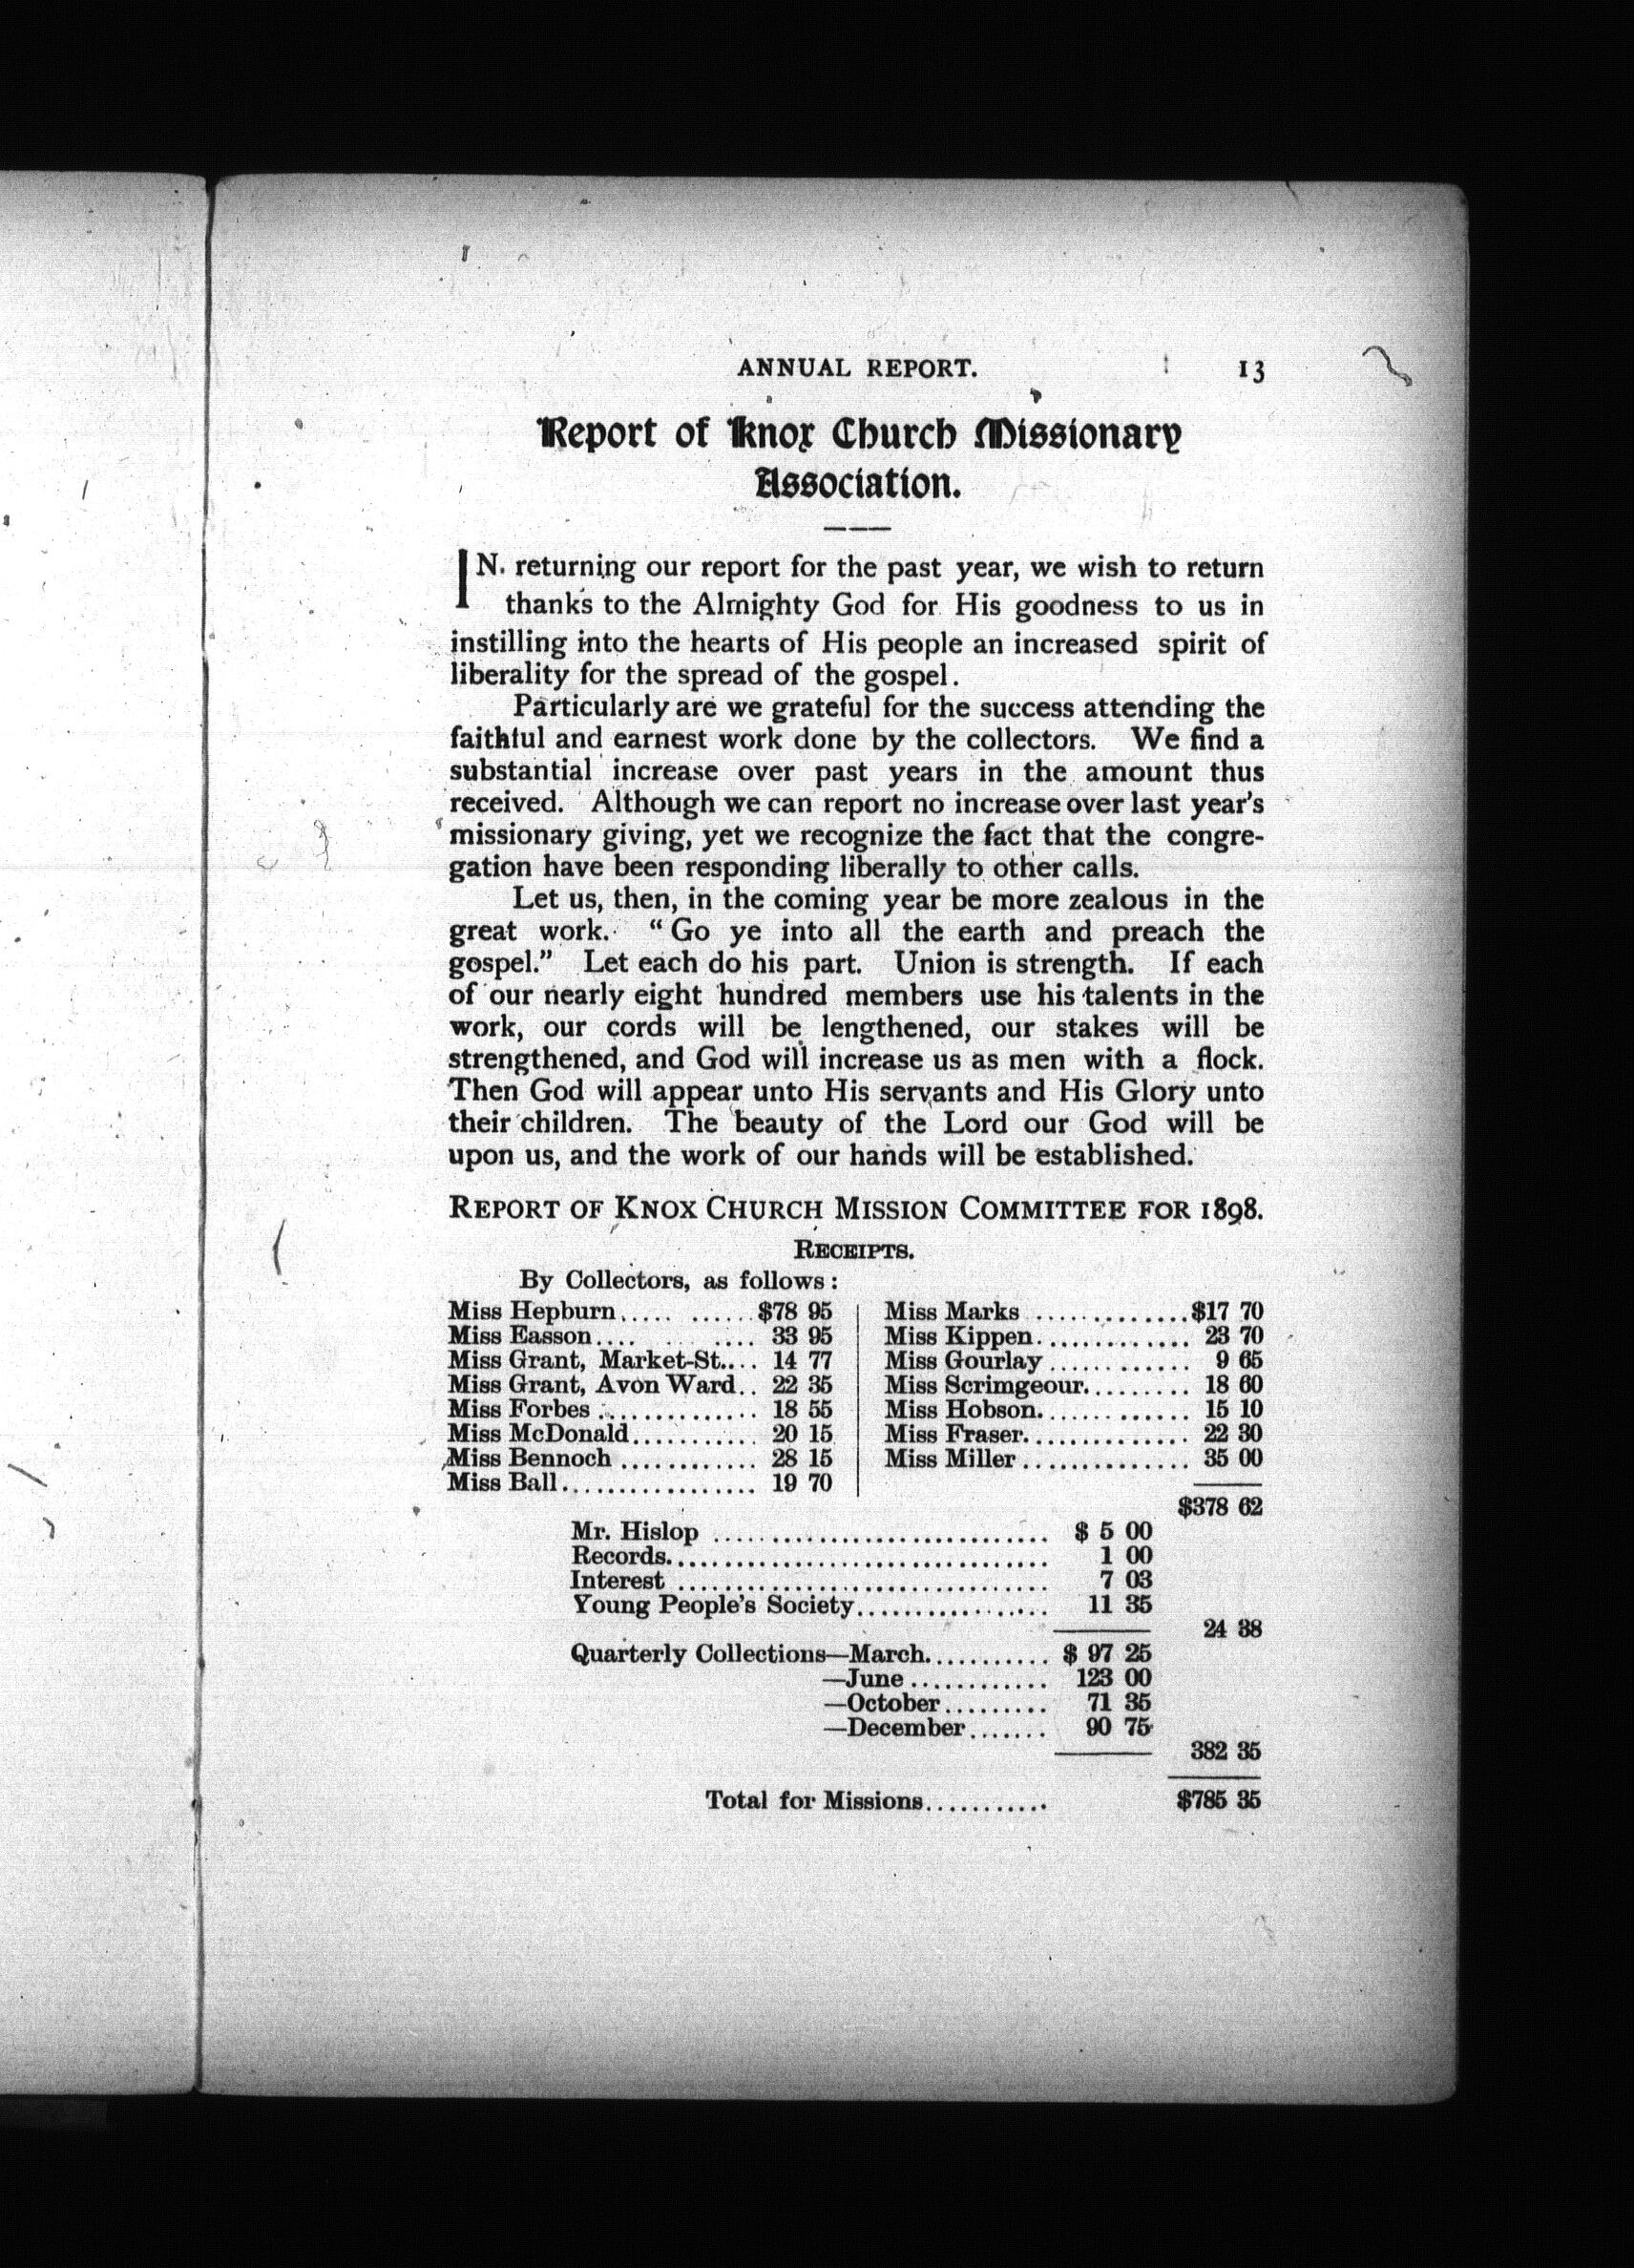 ANNUAL REPORT. 13
Report of Knox Church Missionary
Association.
IN returning our report for the past year, we wish to return
thanks to the Almighty God for His goodness to us in
instilling into the hearts of His people an increased spirit of
liberality for the spread of the gospel.
Particularly are we grateful for the success attending the
faithful and earnest work done by the collectors. We find a
substantial increase over past years in the amount thus
received. Although we can report no increase over last year's
missionary giving, yet we recognize the fact that the congre-
gation have been responding liberally to other calls.
Let us, then, in the coming year be more zealous in the
great work. "Go ye into all the earth and preach the
gospel." Let each do his part. Union is strength. If each
of our nearly eight hundred members use his talents in the
work, our cords will be lengthened, our stakes will be
strengthened, and God will increase us as men with a flock.
Then God will appear unto His servants and His Glory unto
their children. The beauty of the Lord our God will be
upon us, and the work of our hands will be established.
REPORT OF KNOX CHURCH MISSION COMMITTEE FOR 1898.
RECEIPTS.
By Collectors, as follows:
Miss Hepburn..... ......$78 95
Miss Easson.... ..... 33 95
Miss Grant, Market-St.... 14 77
Miss Grant, Avon Ward.. 22 35
Miss Forbes .............. 18 55
Miss McDonald........... 20 15
Miss Bennoch ............ 28 15
Miss Ball................. 19 70
Miss Marks .............$17 70
Miss Kippen............. 23 70
Miss Gourlay............ 9 65
Miss Scrimgeour......... 18 60
Miss Hobson............. 15 10
Miss Fraser.............. 22 30
Miss Miller.............. 35 00
$378 62
Mr. Hislop ............................. $ 5 00
Records................................. 1 00
Interest ................................ 7 03
Young People's Society................. 11 35
24 38
Quarterly Collections—March........... $ 97 25
—June............ 123 00
—October......... 71 35
—December....... 90 75
382 35
Total for Missions........... $785 35